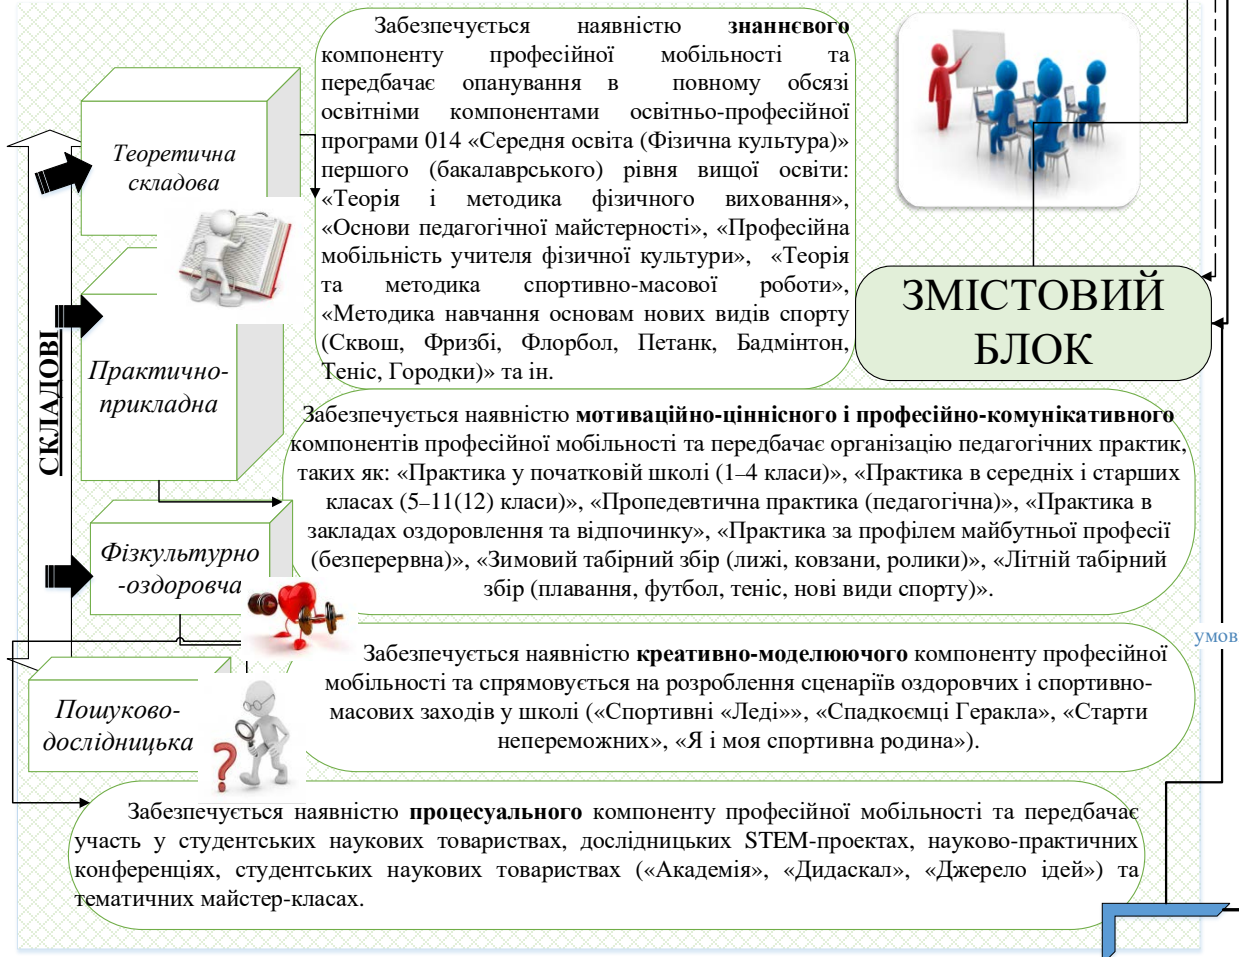 Забезпечується наявністю знаннєвого
компоненту професійної мобільності та
передбачає опанування в повному обсязі
освітніми компонентами освітньо-професійної
програми 014 «Середня освіта (Фізична культура)»
першого (бакалаврського) рівня вищої освіти:
«Теорія і методика фізичного виховання»,
«Основи педагогічної майстерності», «Професійна
мобільність учителя фізичної культури», «Теорія
та методика спортивно-масової роботи»,
«Методика навчання основам нових видів спорту
(Сквош, Фризбі, Флорбол, Петанк, Бадмінтон,
Теніс, Городки)» та ін.
ЗМІСТОВИЙ
БЛОК
СКЛАДОВІ
Теоретична
складова
Практично-
прикладна
Забезпечується наявністю мотиваційно-ціннісного і професійно-комунікативного
компонентів професійної мобільності та передбачає організацію педагогічних практик,
таких як: «Практика у початковій школі (1–4 класи)», «Практика в середніх і старших
класах (5–11(12) класи)», «Пропедевтична практика (педагогічна)», «Практика в
закладах оздоровлення та відпочинку», «Практика за профілем майбутньої професії
(безперервна)», «Зимовий табірний збір (лижі, ковзани, ролики)», «Літній табірний
збір (плавання, футбол, теніс, нові види спорту)».
Фізкультурно
-оздоровча
умов
Забезпечується наявністю креативно-моделюючого компоненту професійної
мобільності та спрямовується на розроблення сценаріїв оздоровчих і спортивно-
масових заходів у школі («Спортивні «Леді»», «Спадкоємці Геракла», «Старти
непереможних», «Я і моя спортивна родина»).
Пошуково-
дослідницька
Забезпечується наявністю процесуального компоненту професійної мобільності та передбачає
участь у студентських наукових товариствах, дослідницьких STEM-проектах, науково-практичних
конференціях, студентських наукових товариствах («Академія», «Дидаскал», «Джерело ідей») та
тематичних майстер-класах.